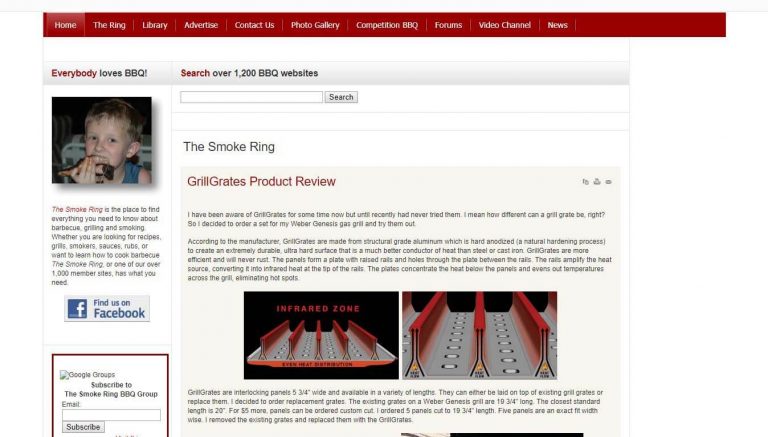 Home The Ring Library Advertise Contact Us Photo Gallery Competition BBQ Forums Video Channel News
Everybody loves BBQ!
Search over 1,200 BBQ websites
Search
The Smoke Ring is the place to find
everything you need to know about
barbecue, grilling and smoking.
Whether you are looking for recipes,
grills, smokers, sauces, rubs, or
want to learn how to cook barbecue
The Smoke Ring, or one of our over
1,000 member sites, has what you
need.
Find us on
Facebook
Google Groups
Subscribe to
The Smoke Ring BBQ Group
Email:
Subscribe
The Smoke Ring
GrillGrates Product Review
I have been aware of GrillGrates for some time now but until recently had never tried them. I mean how different can a grill grate be, right?
So I decided to order a set for my Weber Genesis gas grill and try them out.
According to the manufacturer, GrillGrates are made from structural grade aluminum which is hard anodized (a natural hardening process)
to create an extremely durable, ultra hard surface that is a much better conductor of heat than steel or cast iron. GrillGrates are more
efficient and will never rust. The panels form a plate with raised rails and holes through the plate between the rails. The rails amplify the heat
source, converting it into infrared heat at the tip of the rails. The plates concentrate the heat below the panels and evens out temperatures
across the grill, eliminating hot spots.
INFRARED ZONE
EVEN HEAT DISTRIBUTION
GrillGrates are interlocking panels 5 3/4" wide and available in a variety of lengths. They can either be laid on top of existing grill grates or
replace them. I decided to order replacement grates. The existing grates on a Weber Genesis grill are 19 3/4" long. The closest standard
length is 20". For $5 more, panels can be ordered custom cut. I ordered 5 panels cut to 19 3/4" length. Five panels are an exact fit width
wise. I removed the existing grates and replaced them with the GrillGrates.